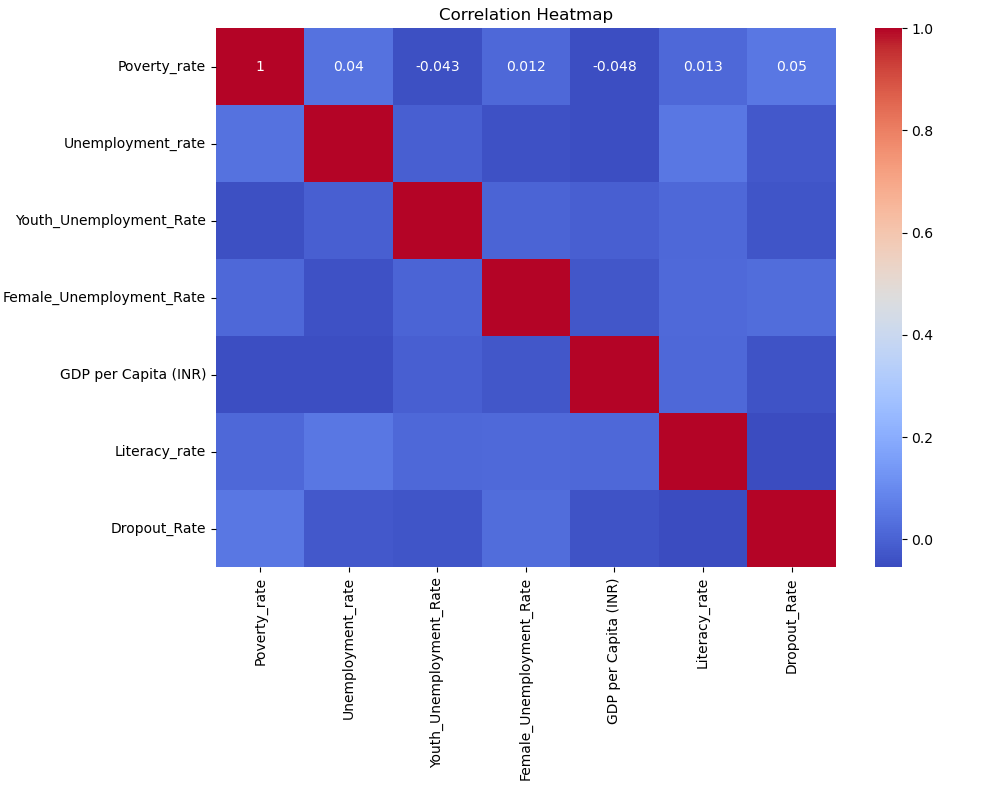 Correlation Heatmap
Poverty_rate
1 0.04 -0.043 0.012 -0.048 0.013 0.05
Unemployment_rate
Youth_Unemployment_Rate
Female_Unemployment_Rate
GDP per Capita (INR)
Literacy_rate
Dropout_Rate
Poverty_rate
Unemployment_rate
Youth_Unemployment_Rate
Female_Unemployment_Rate
GDP per Capita (INR)
Literacy_rate
Dropout_Rate
1.0
0.8
0.6
0.4
0.2
0.0